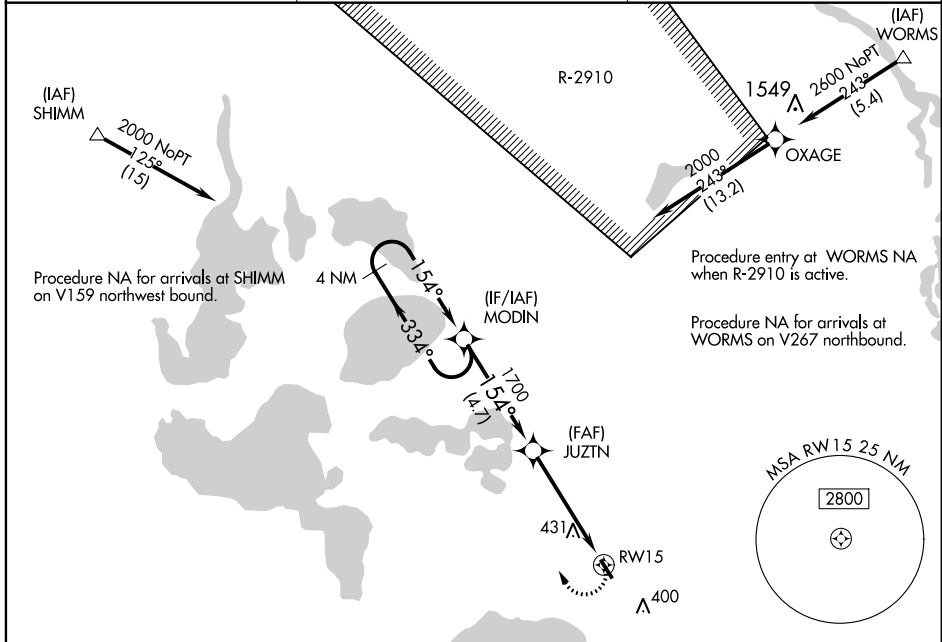 (IAF)
WORMS
2600 NoPT
243°
(5.4)
R-2910
1549
OXAGE
2000
243°
(13.2)
(IAF)
SHIMM
2000 NoPT
125°
(15)
Procedure NA for arrivals at SHIMM
on V159 northwest bound.
4 NM
154°
334°
(IF/IAF)
MODIN
Procedure entry at WORMS NA
when R-2910 is active.
Procedure NA for arrivals at
WORMS on V267 northbound.
1700
154°
(4.7)
(FAF)
JUZTN
431
RW15
400
MSA RW15 25 NM
2800